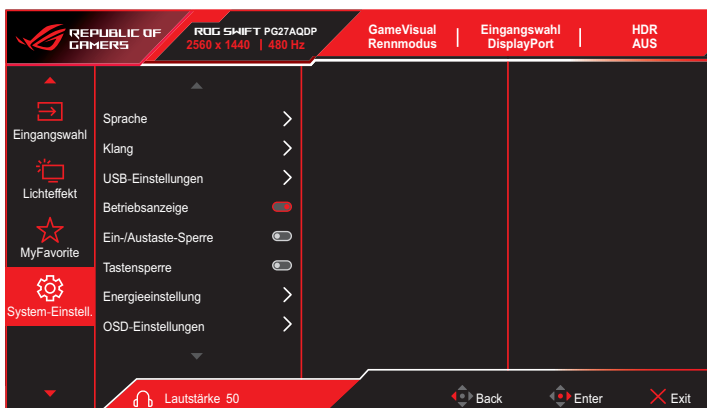 REPUBLIC OF
GAMERS
ROG SWIFT PG27AQDP
2560 x 1440 | 480 Hz
GameVisual
Rennmodus
Eingangswahl
DisplayPort
HDR
AUS
Eingangswahl
Lichteffekt
MyFavorite
System-Einstell.
Sprache
Klang
USB-Einstellungen
Betriebsanzeige
Ein-/Austaste-Sperre
Tastensperre
Energieeinstellung
OSD-Einstellungen
Lautstärke 50
Back
Enter
Exit